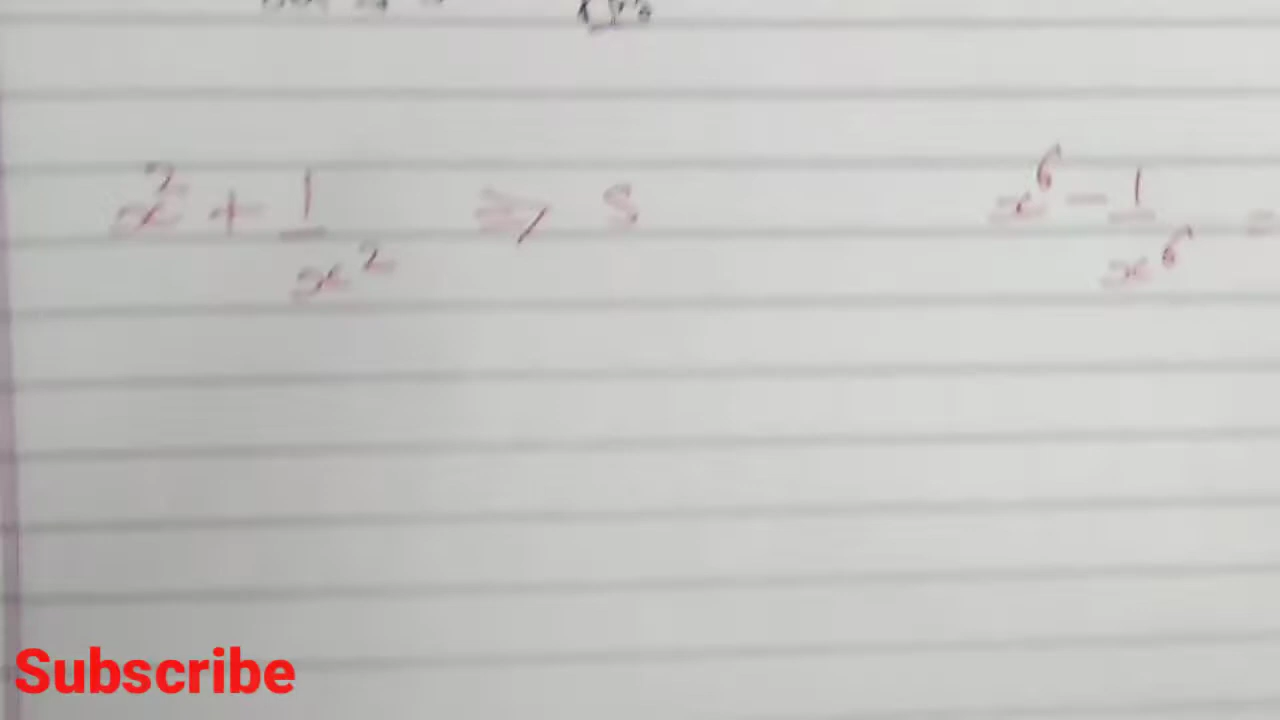 x² + 1/x² = , 5 x⁶ - 1/x⁶ =
Subscribe